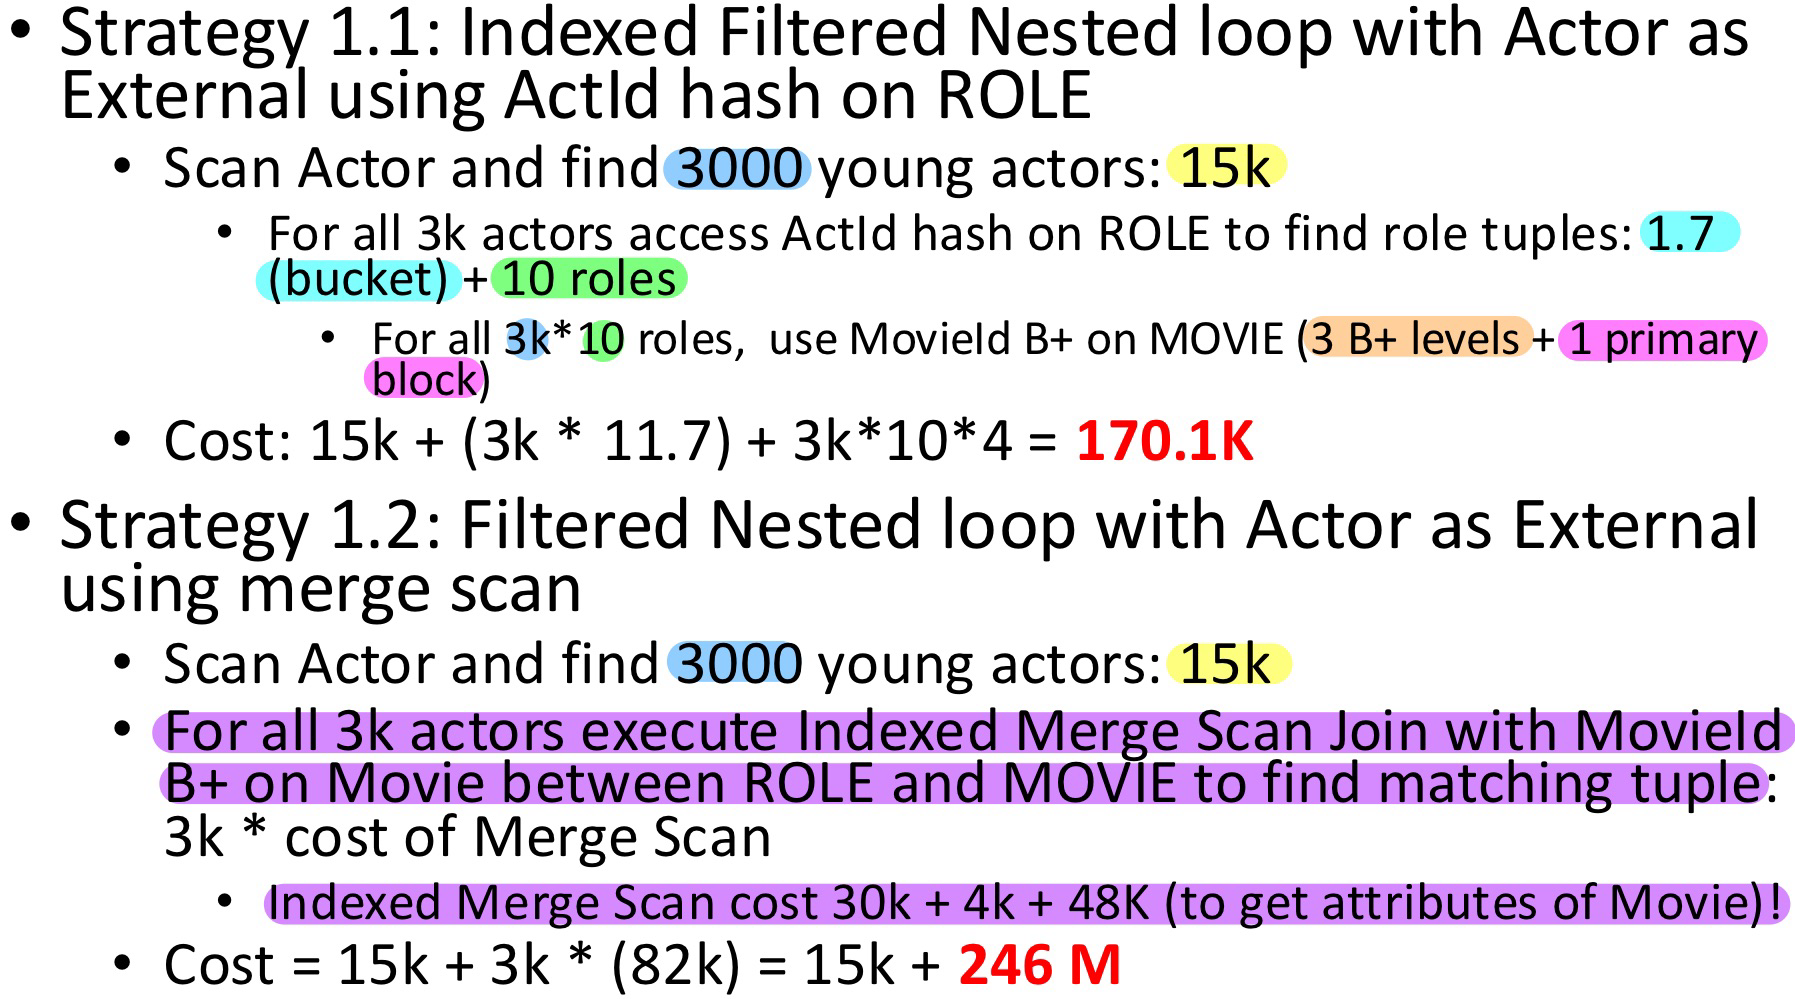 • Strategy 1.1: Indexed Filtered Nested loop with Actor as
External using ActId hash on ROLE
• Scan Actor and find 3000 young actors: 15k
• For all 3k actors access ActId hash on ROLE to find role tuples: 1.7
(bucket) + 10 roles
• For all 3k*10 roles, use MovieId B+ on MOVIE (3 B+ levels + 1 primary
block)
• Cost: 15k + (3k * 11.7) + 3k*10*4 = 170.1K
• Strategy 1.2: Filtered Nested loop with Actor as External
using merge scan
• Scan Actor and find 3000 young actors: 15k
• For all 3k actors execute Indexed Merge Scan Join with MovieId
B+ on Movie between ROLE and MOVIE to find matching tuple:
3k * cost of Merge Scan
• Indexed Merge Scan cost 30k + 4k + 48K (to get attributes of Movie)!
• Cost = 15k + 3k * (82k) = 15k + 246 M